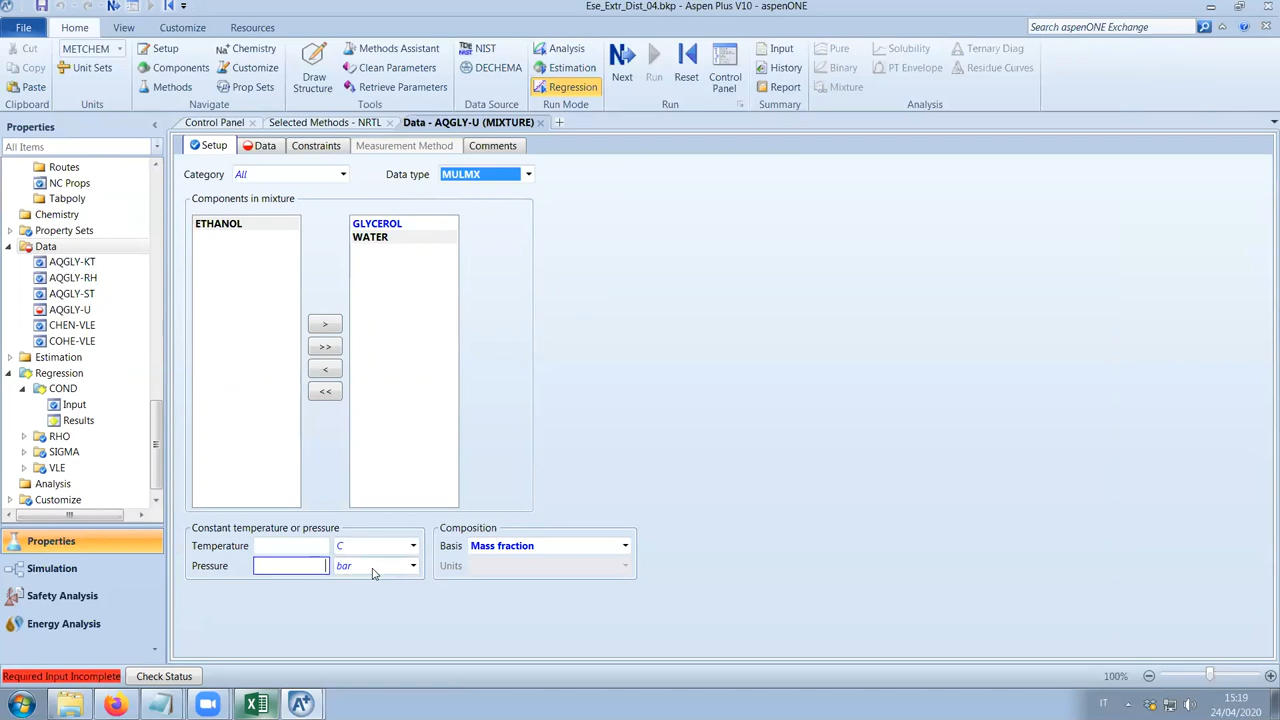 Ese_Extr_Dist_04.bkp - Aspen Plus V10 - aspenONE
File
Home
View
Customize
Resources
Search aspenONE Exchange
Cut
METCHEM
Setup
Chemistry
Methods Assistant
NIST
Analysis
Input
Pure
Solubility
Ternary Diag
Copy
Unit Sets
Components
Customize
Clean Parameters
DECHEMA
Estimation
History
Binary
PT Envelope
Residue Curves
Paste
Methods
Prop Sets
Draw
Structure
Retrieve Parameters
Regression
Next
Run
Reset
Control
Panel
Report
Mixture
Clipboard
Units
Navigate
Tools
Data Source
Run Mode
Run
Summary
Analysis
Properties
All Items
Routes
NC Props
Tabpoly
Chemistry
Property Sets
Data
AQGLY-KT
AQGLY-RH
AQGLY-ST
AQGLY-U
CHEN-VLE
COHE-VLE
Estimation
Regression
COND
Input
Results
RHO
SIGMA
VLE
Analysis
Customize
Properties
Simulation
Safety Analysis
Energy Analysis
Control Panel
Selected Methods - NRTL
Data - AQGLY-U (MIXTURE)
Setup
Data
Constraints
Measurement Method
Comments
Category
All
Data type
MULMX
Components in mixture
ETHANOL
GLYCEROL
WATER
>
>>
<
<<
Constant temperature or pressure
Temperature
C
Pressure
bar
Composition
Basis
Mass fraction
Units
Required Input Incomplete
Check Status
100%
IT
15:19
24/04/2020